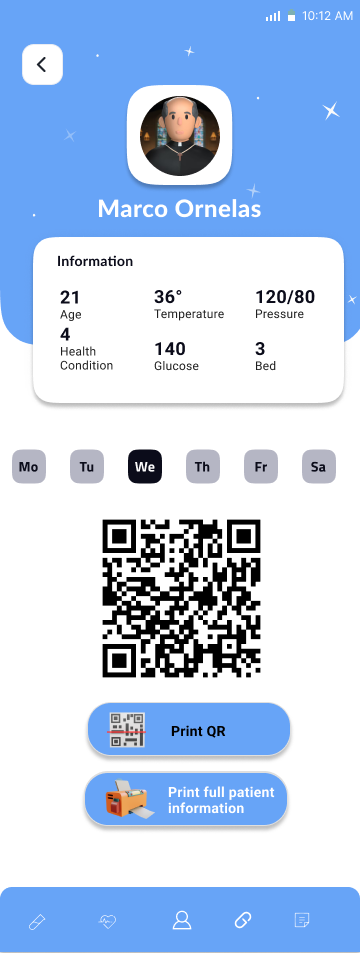 10:12 AM
Marco Ornelas
Information
21
Age
36°
Temperature
120/80
Pressure
4
Health
Condition
140
Glucose
3
Bed
Mo Tu We Th Fr Sa
Print QR
Print full patient
information